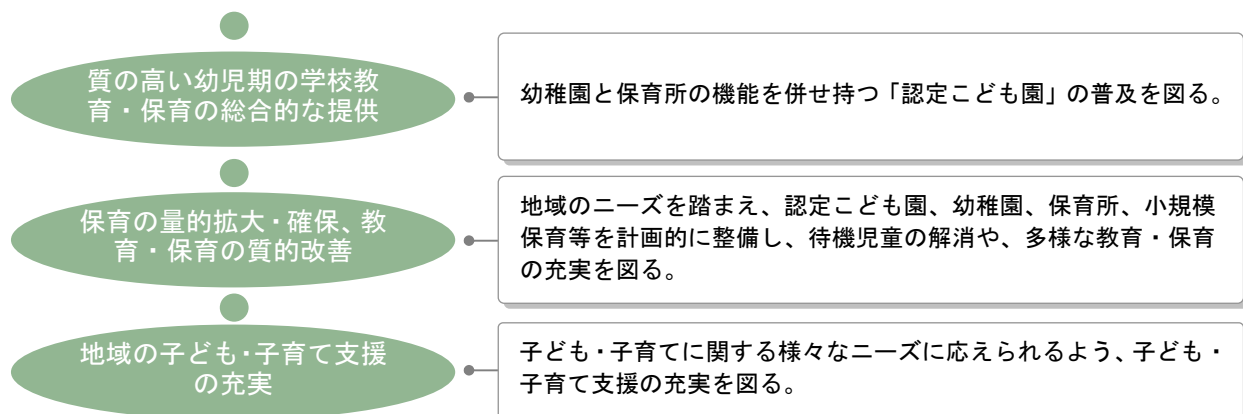 質の高い幼児期の学校教
育・保育の総合的な提供
幼稚園と保育所の機能を併せ持つ「認定こども園」の普及を図る。
保育の量的拡大・確保、教
育・保育の質的改善
地域のニーズを踏まえ、認定こども園、幼稚園、保育所、小規模
保育等を計画的に整備し、待機児童の解消や、多様な教育・保育
の充実を図る。
地域の子ども・子育て支援
の充実
子ども・子育てに関する様々なニーズに応えられるよう、子ども・
子育て支援の充実を図る。